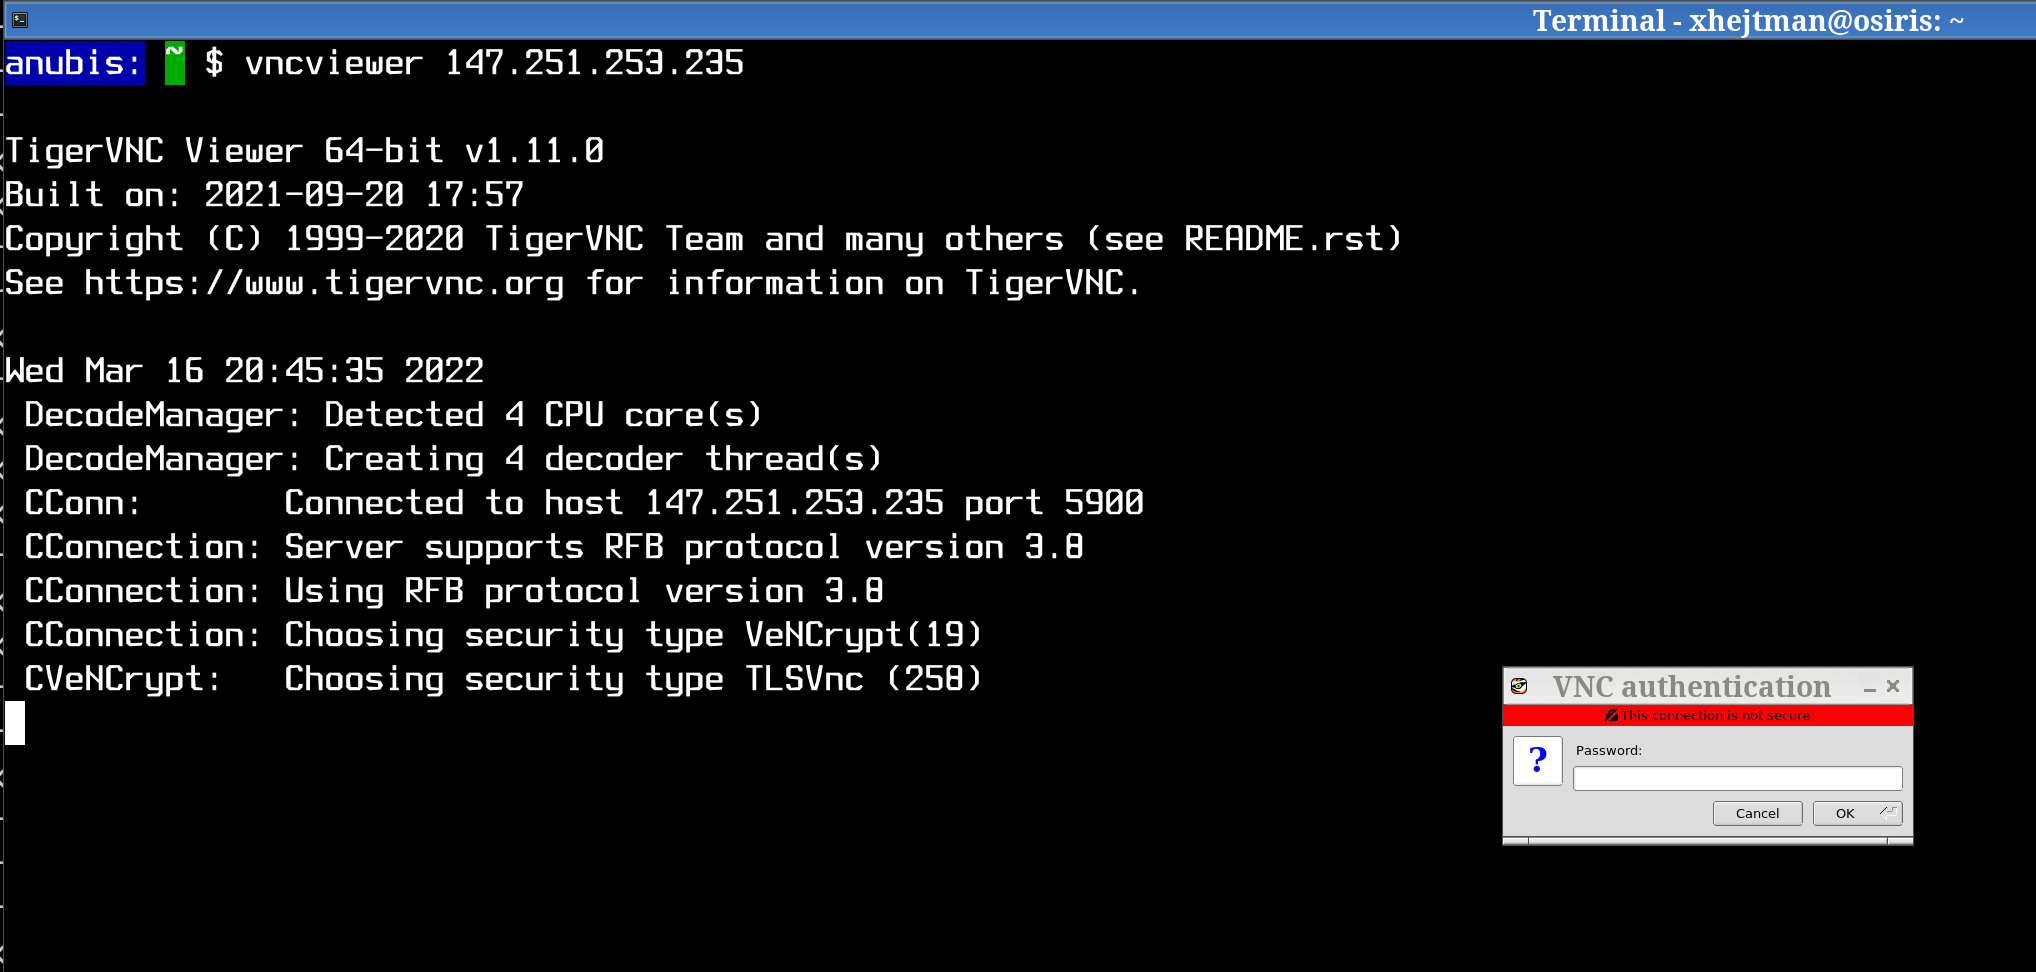 Terminal - xhejtman@osiris: ~
anubis: ~ $ vncviewer 147.251.253.235
TigerVNC Viewer 64-bit v1.11.0
Built on: 2021-09-20 17:57
Copyright (C) 1999-2020 TigerVNC Team and many others (see README.rst)
See https://www.tigervnc.org for information on TigerVNC.
Wed Mar 16 20:45:35 2022
DecodeManager: Detected 4 CPU core(s)
DecodeManager: Creating 4 decoder thread(s)
CConn:       Connected to host 147.251.253.235 port 5900
CConnection: Server supports RFB protocol version 3.8
CConnection: Using RFB protocol version 3.8
CConnection: Choosing security type VeNCrypt(19)
CVeNCrypt:   Choosing security type TLSVnc (258)
VNC authentication
This connection is not secure
?
Password:
Cancel
OK